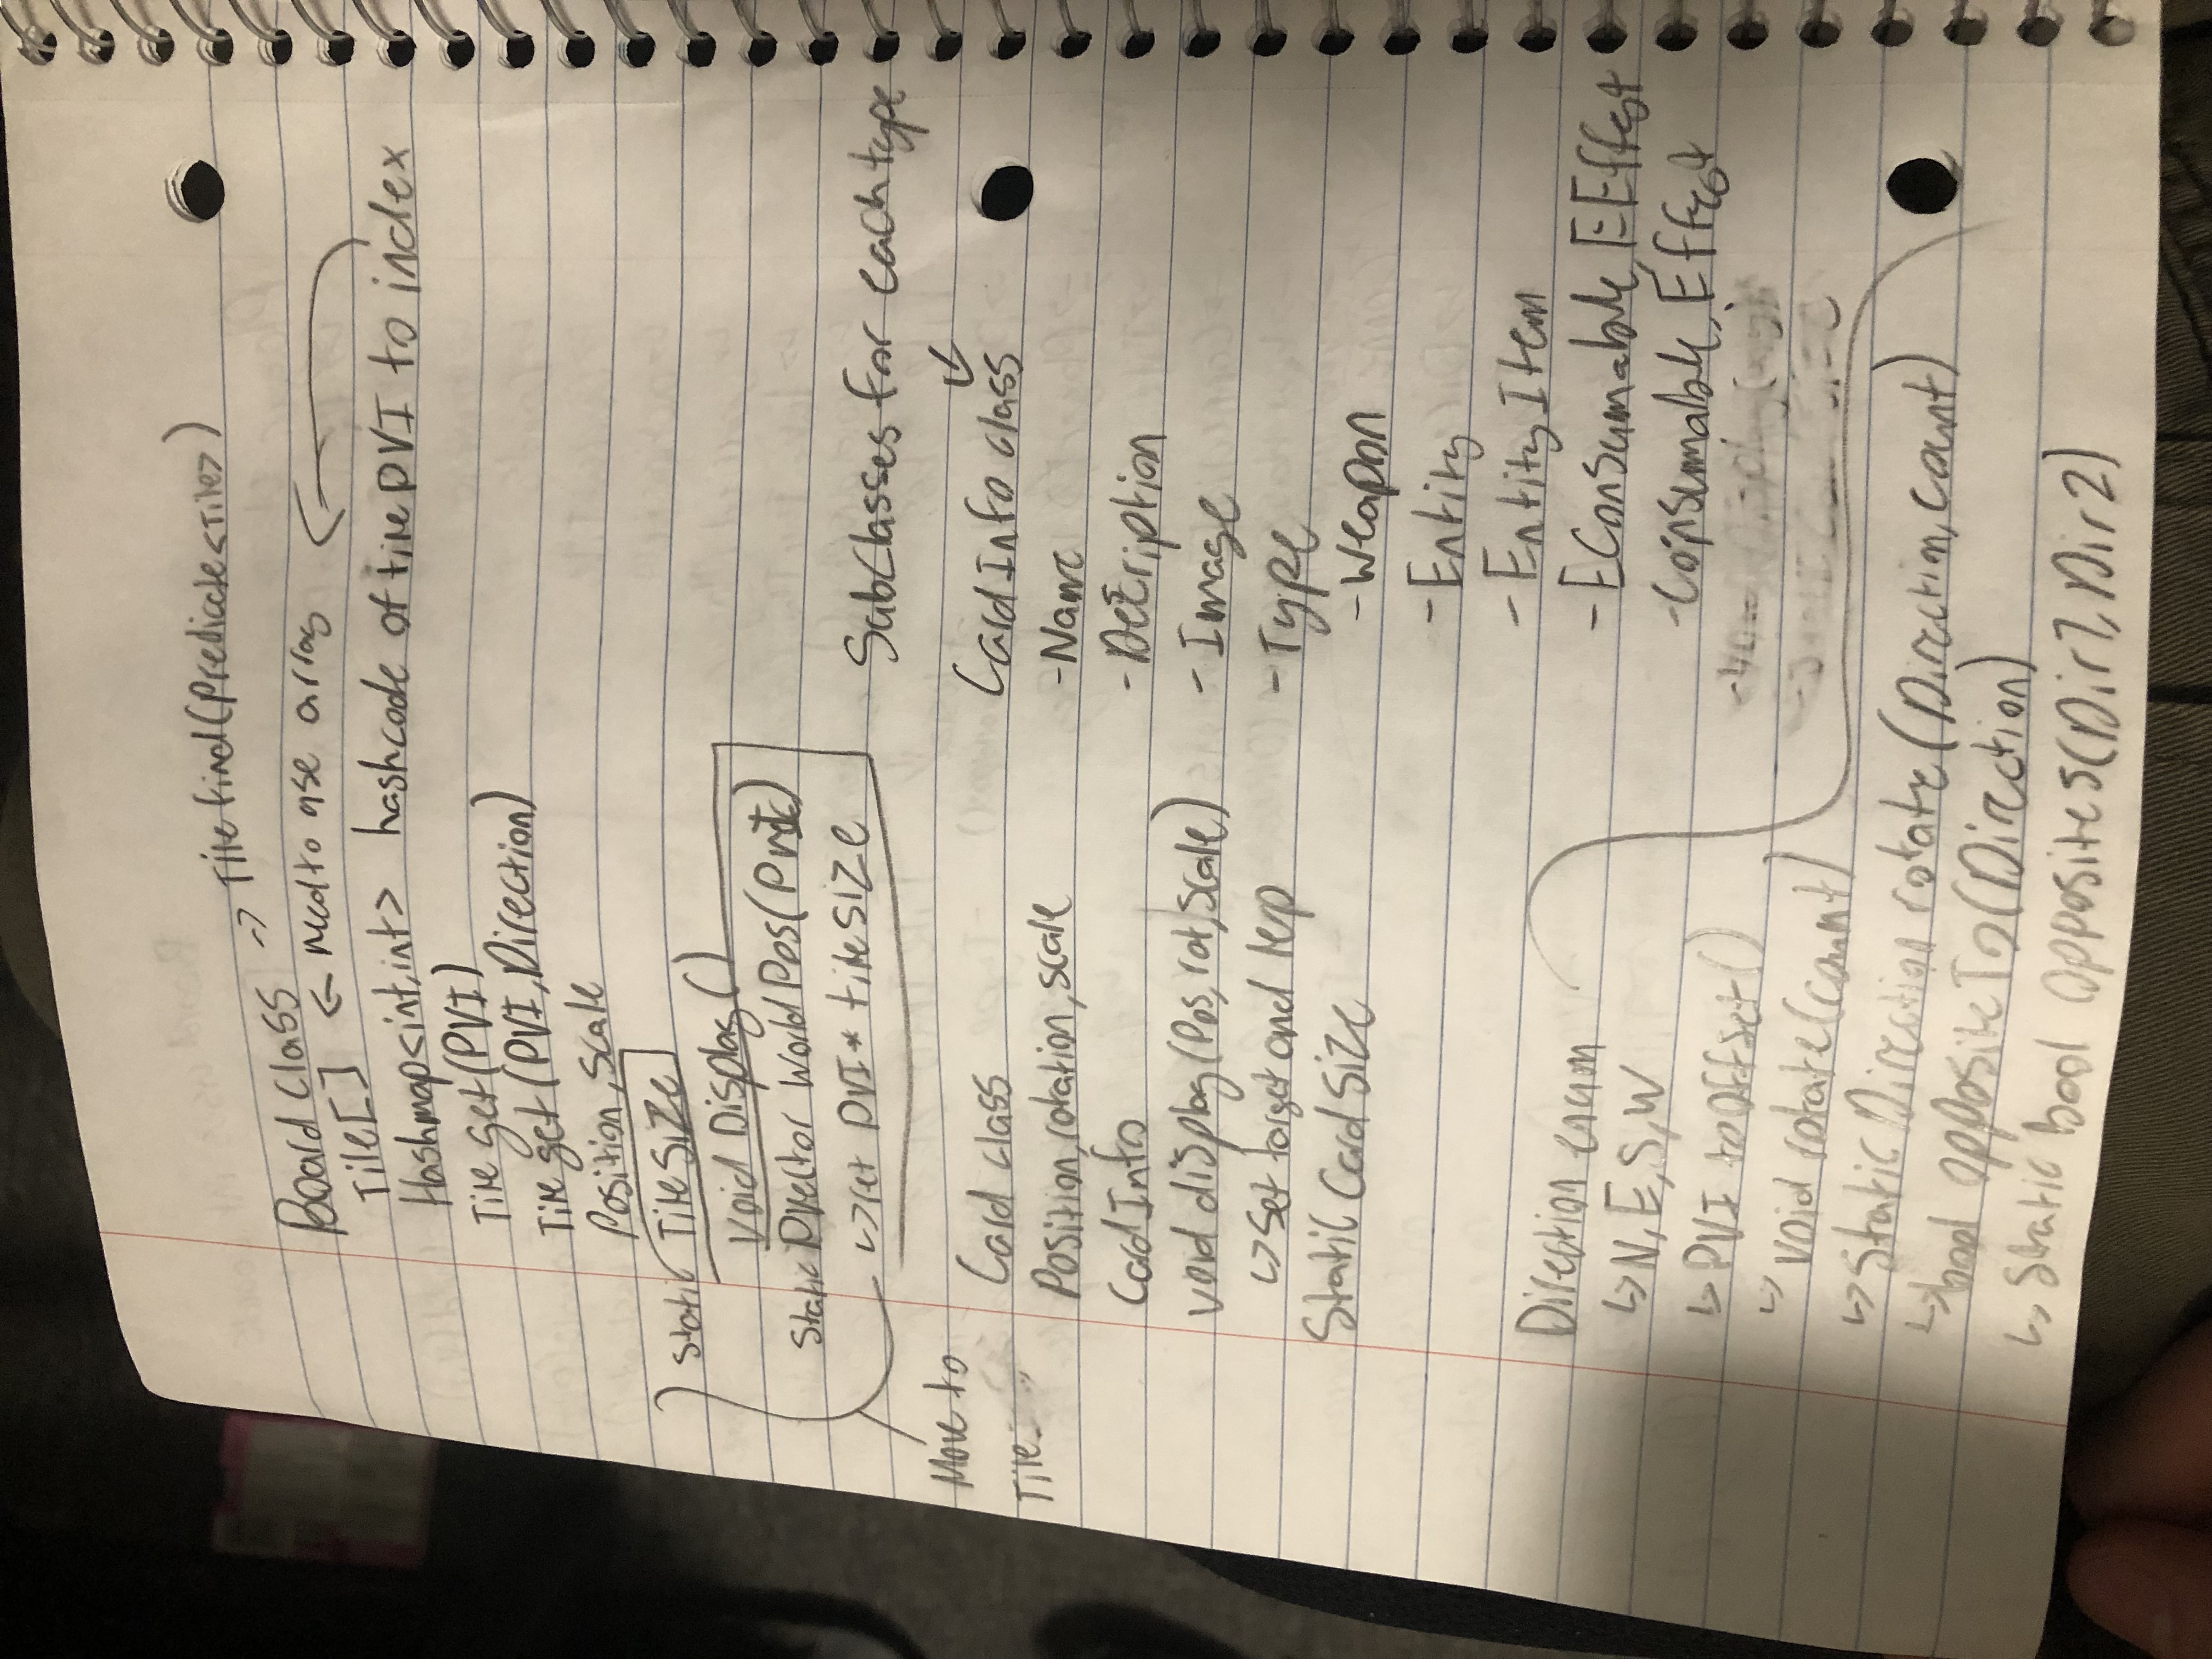 Board class -> Tile find(Predicate<Tile>)
Tile[] <- need to use array
Hashmap<int,int> hashcode of tile PVI to index
Tile get(PVI)
Tile get(PVI, Direction)
Position, scale
Static Tile Size
void Display()
Static PVector WorldPos(PVI)
↳ ret PVI * tile size
Move to
Tile
Card class
Position, rotation, scale
CardInfo
void display(Pos, rot, scale)
↳ Set target and lerp
Static Card Size
SubClasses for each type
CardInfo class
- Name
- Description
- Image
- Type
- Weapon
- Entity
- Entity Item
- EConsumable, EEffect
- Consumable, Effect
Direction enum
↳ N, E, S, W
↳ PVI toOffset()
↳ void rotate(count)
↳ Static Direction rotate(Direction, count)
↳ bool oppositeTo(Direction)
↳ Static bool opposites(Dir1, Dir2)